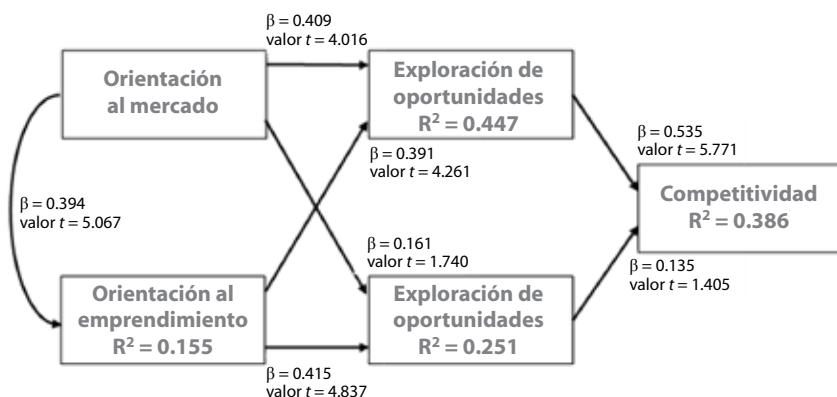 β = 0.409
valor t = 4.016
Orientación
al mercado
Exploración de
oportunidades
R² = 0.447
β = 0.535
valor t = 5.771
β = 0.391
valor t = 4.261
β = 0.394
valor t = 5.067
Competitividad
R² = 0.386
β = 0.161
valor t = 1.740
β = 0.135
valor t = 1.405
Orientación al
emprendimiento
R² = 0.155
Exploración de
oportunidades
R² = 0.251
β = 0.415
valor t = 4.837